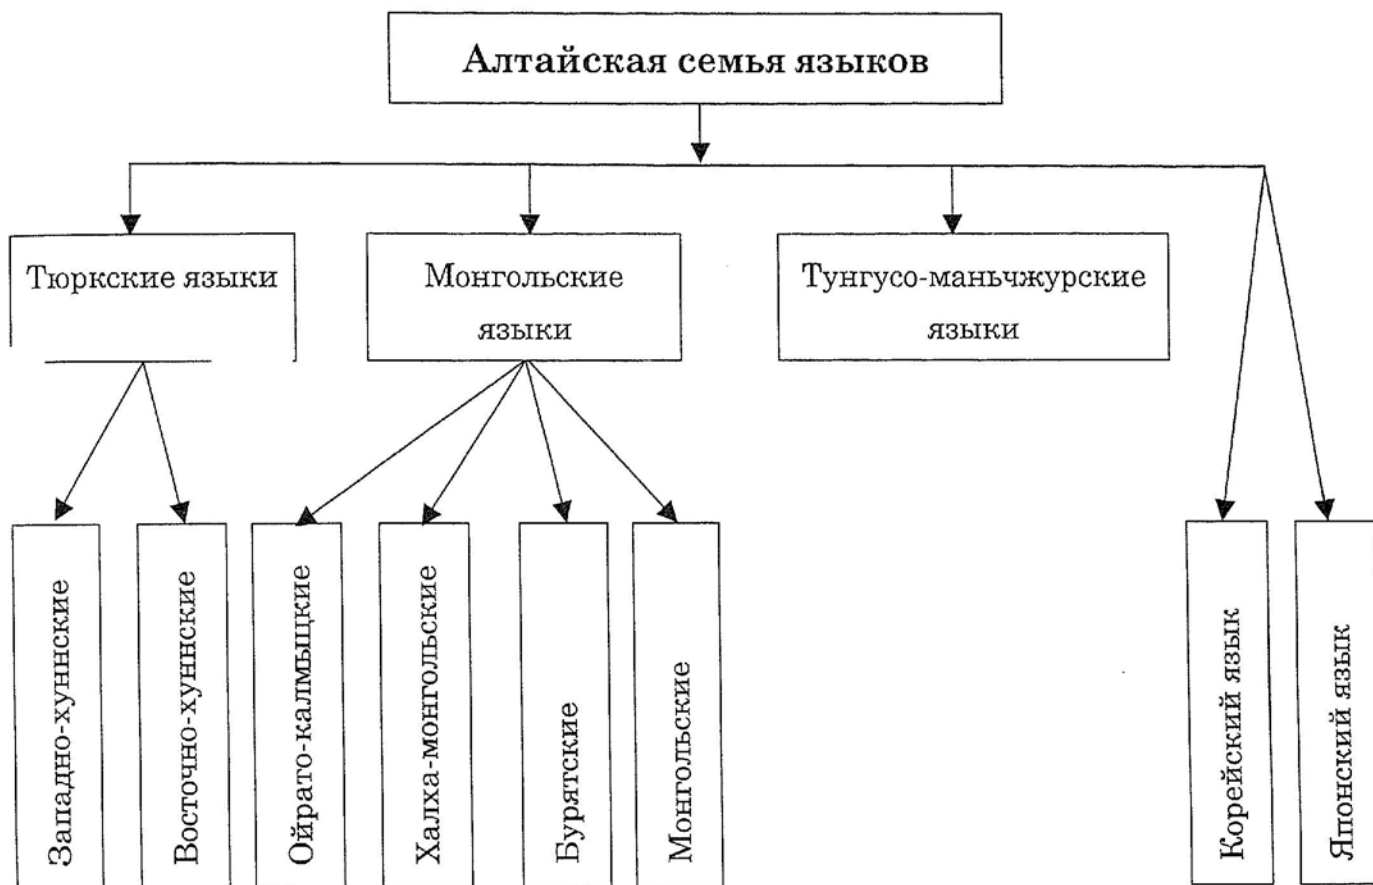 Алтайская семья языков
Тюркские языки
Монгольские
языки
Тунгусо-маньчжурские
языки
Западно-хуннские
Восточно-хуннские
Ойрато-калмыцкие
Халха-монгольские
Бурятские
Монгольские
Корейский язык
Японский язык